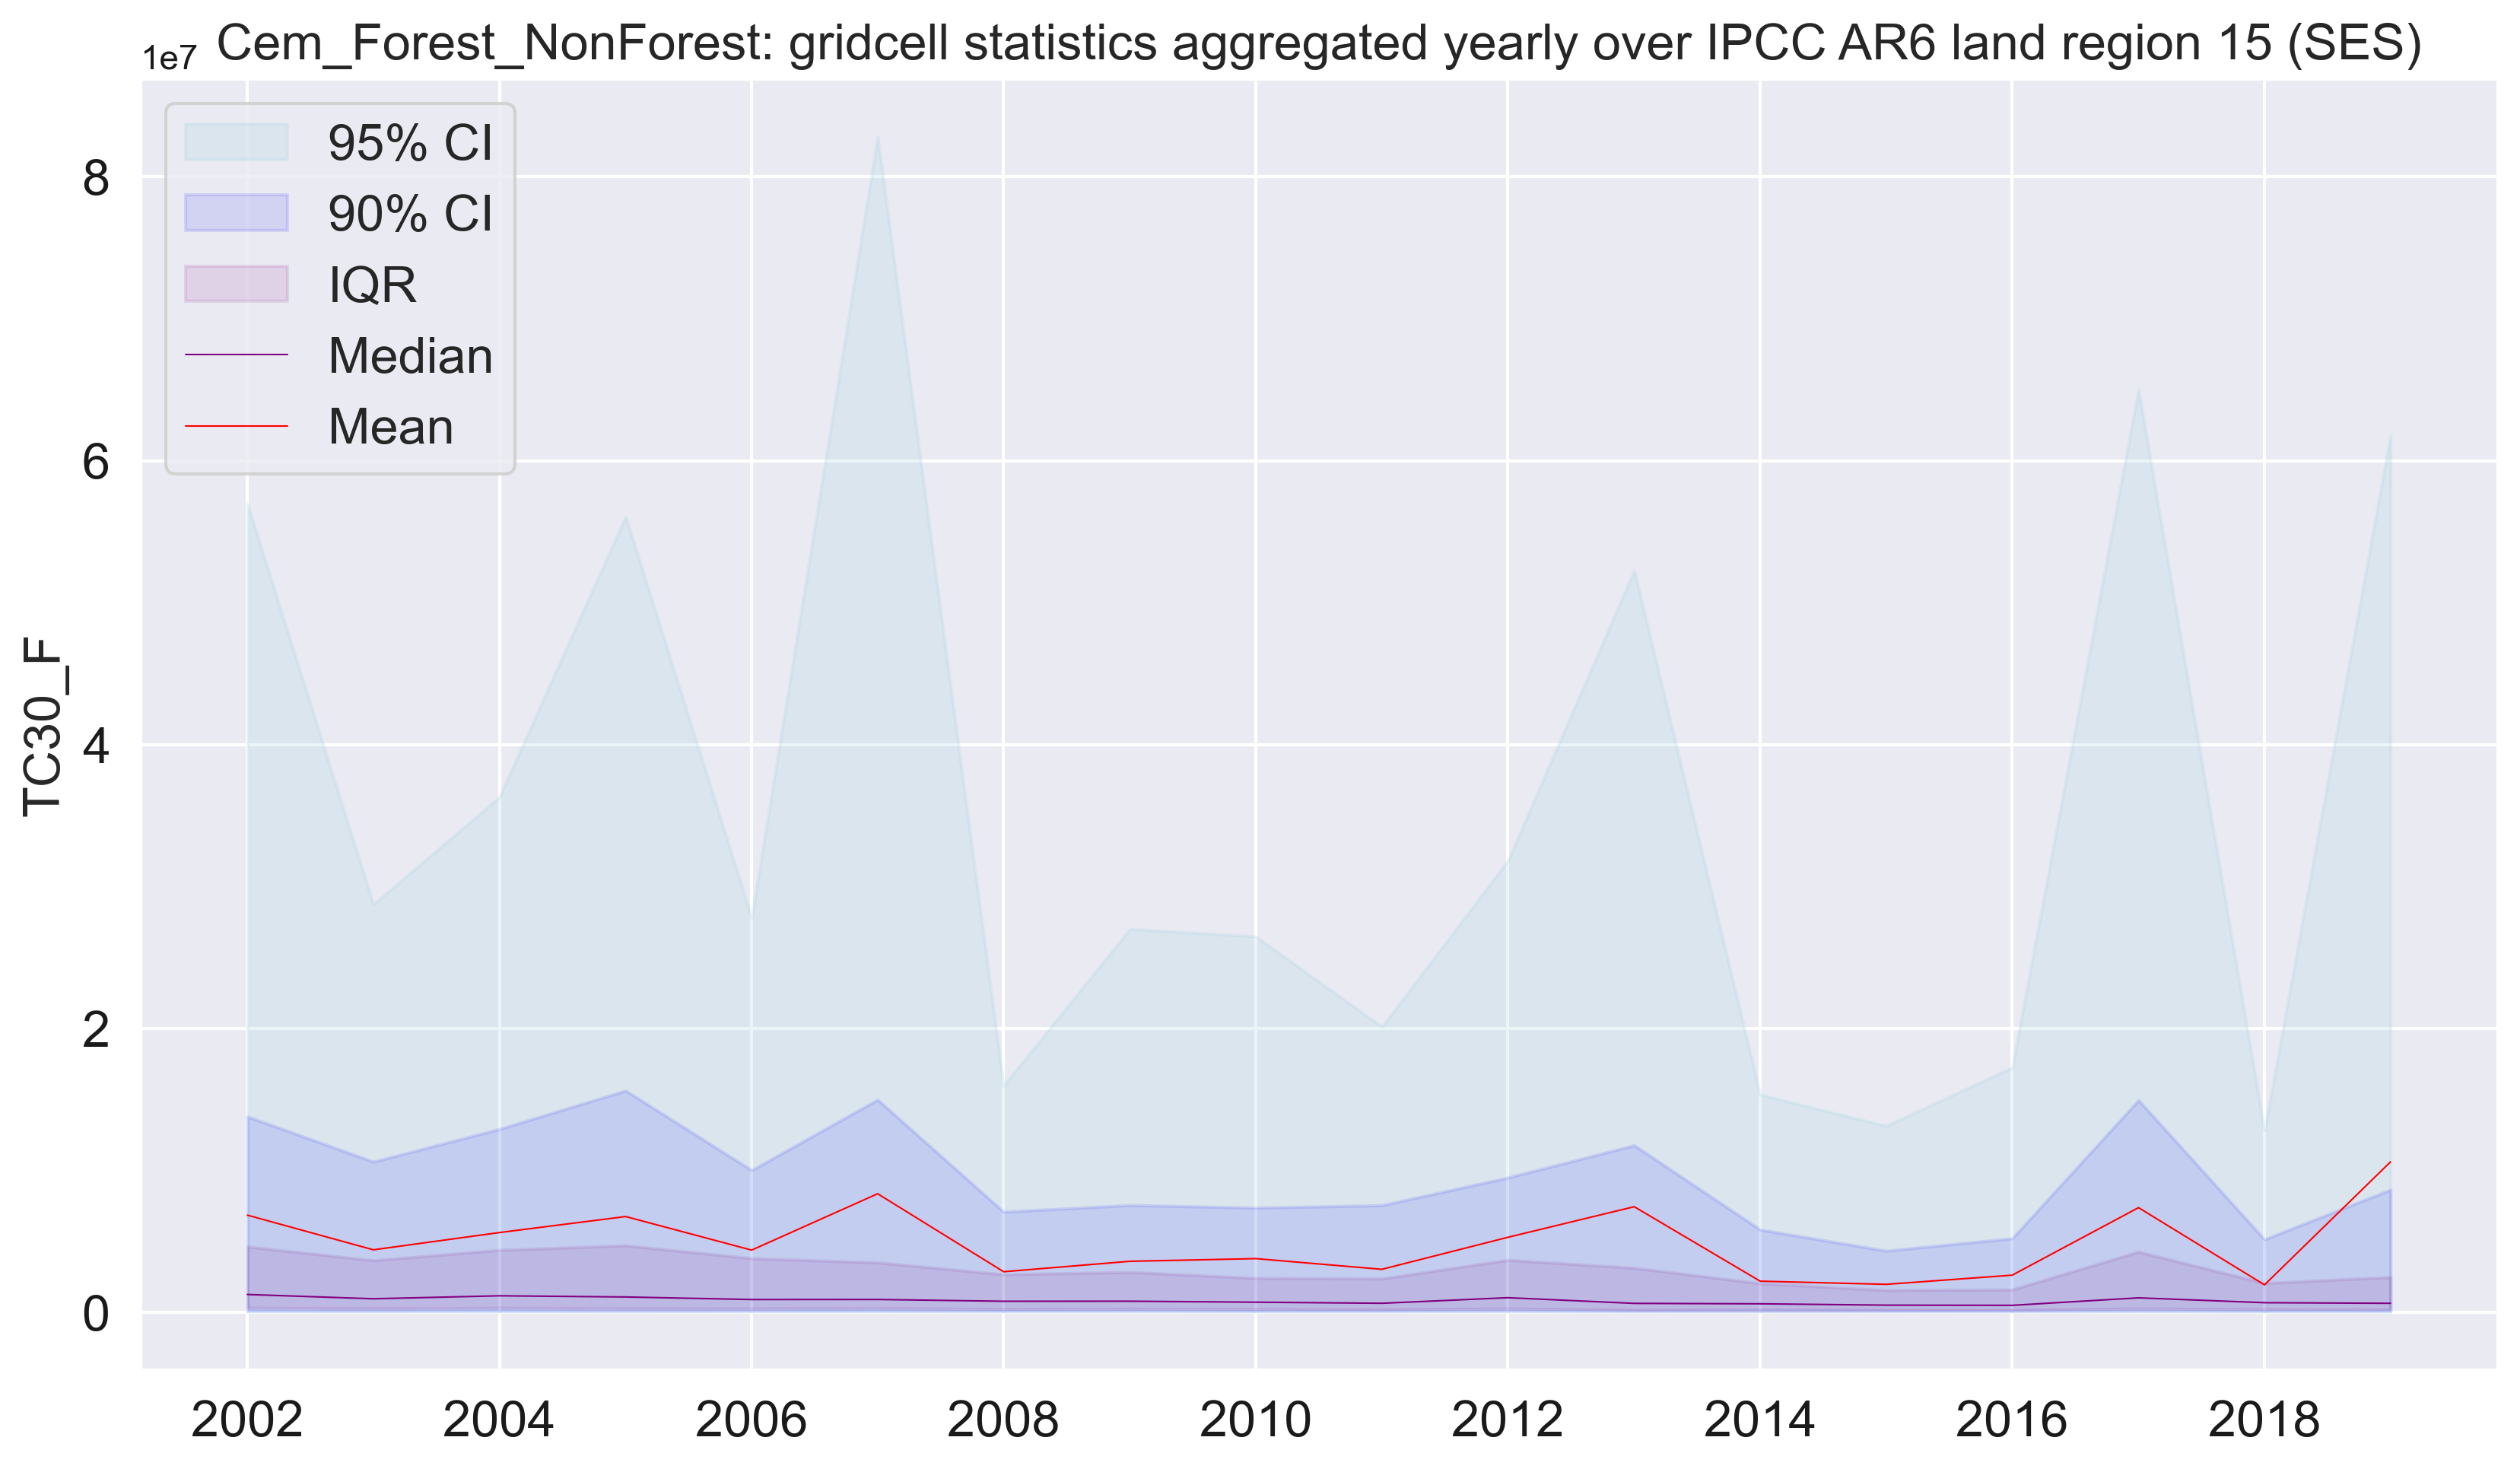 1e7 Cem_Forest_NonForest: gridcell statistics aggregated yearly over IPCC AR6 land region 15 (SES)
95% CI
90% CI
IQR
Median
Mean
8
6
4
2
0
TC30_F
2002 2004 2006 2008 2010 2012 2014 2016 2018